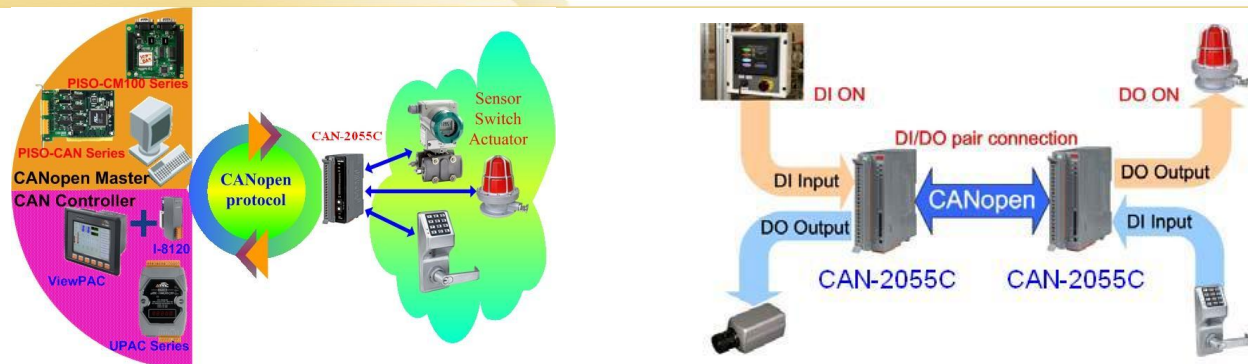 PISO-CM100 Series
PISO-CAN Series
CANopen Master
CAN Controller
I-8120
ViewPAC
UPAC Series
CANopen
protocol
CAN-2055C
Sensor
Switch
Actuator
DI ON
DO ON
DI/DO pair connection
DI Input
DO Output
CANopen
DO Output
DI Input
CAN-2055C
CAN-2055C